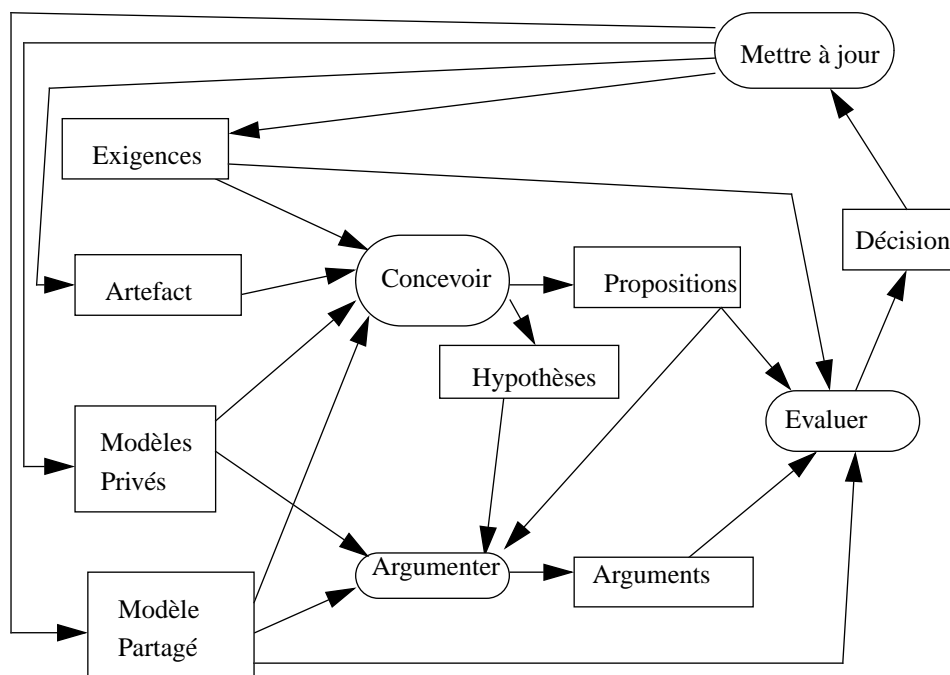 Mettre à jour
Exigences
Décision
Concevoir
Propositions
Artefact
Hypothèses
Evaluer
Modèles
Privés
Argumenter
Arguments
Modèle
Partagé